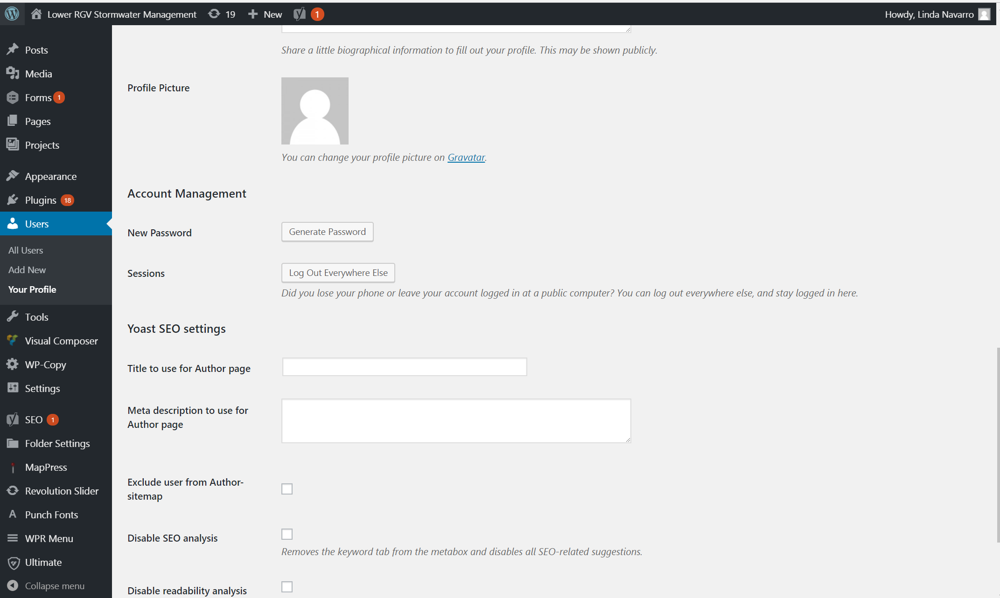 Lower RGV Stormwater Management 19 New 1 Howdy, Linda Navarro
Posts
Media
Forms 1
Pages
Projects
Appearance
Plugins 18
Users
All Users
Add New
Your Profile
Tools
Visual Composer
WP-Copy
Settings
SEO 1
Folder Settings
MapPress
Revolution Slider
A Punch Fonts
WPR Menu
Ultimate
Collapse menu
Share a little biographical information to fill out your profile. This may be shown publicly.
Profile Picture
You can change your profile picture on Gravatar.
Account Management
New Password
Generate Password
Sessions
Log Out Everywhere Else
Did you lose your phone or leave your account logged in at a public computer? You can log out everywhere else, and stay logged in here.
Yoast SEO settings
Title to use for Author page
Meta description to use for
Author page
Exclude user from Author-
sitemap
Disable SEO analysis
Removes the keyword tab from the metabox and disables all SEO-related suggestions.
Disable readability analysis